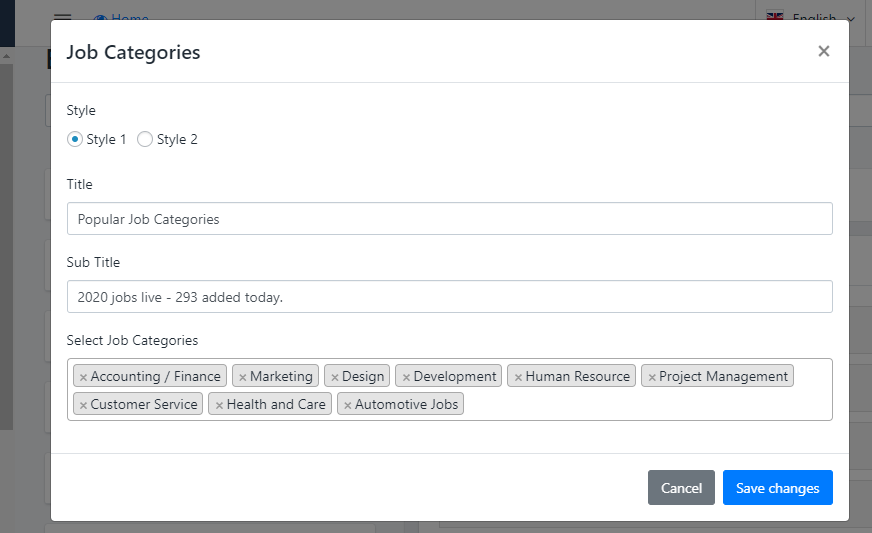 Home
English
Job Categories
×
Style
Style 1 Style 2
Title
Popular Job Categories
Sub Title
2020 jobs live - 293 added today.
Select Job Categories
× Accounting / Finance × Marketing × Design × Development × Human Resource × Project Management
× Customer Service × Health and Care × Automotive Jobs
Cancel Save changes